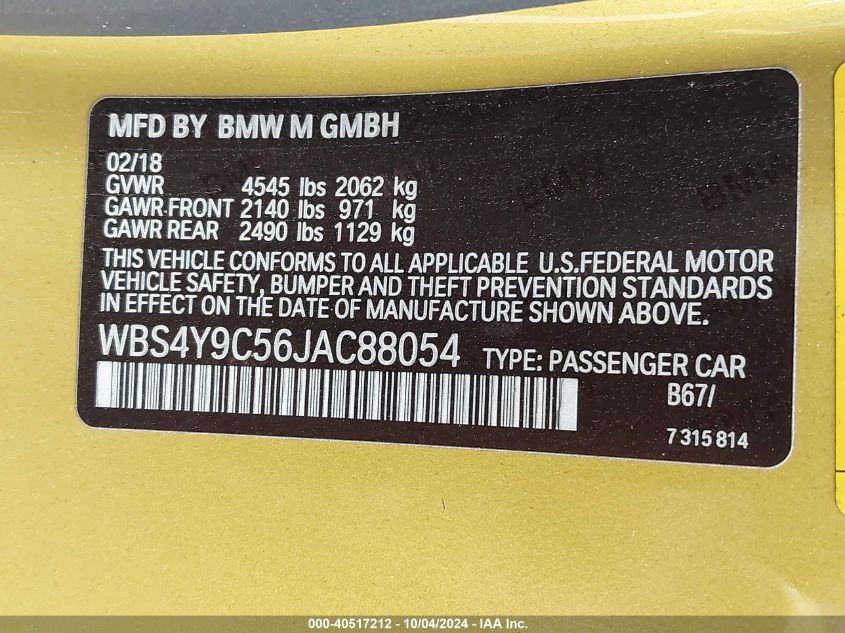 MFD BY BMW M GMBH
02/18
GVWR 4545 lbs 2062 kg
GAWR FRONT 2140 lbs 971 kg
GAWR REAR 2490 lbs 1129 kg
THIS VEHICLE CONFORMS TO ALL APPLICABLE U.S.FEDERAL MOTOR
VEHICLE SAFETY, BUMPER AND THEFT PREVENTION STANDARDS
IN EFFECT ON THE DATE OF MANUFACTURE SHOWN ABOVE.
WBS4Y9C56JAC88054 TYPE: PASSENGER CAR
B67/
7 315 814
000-40517212 - 10/04/2024 - IAA Inc.